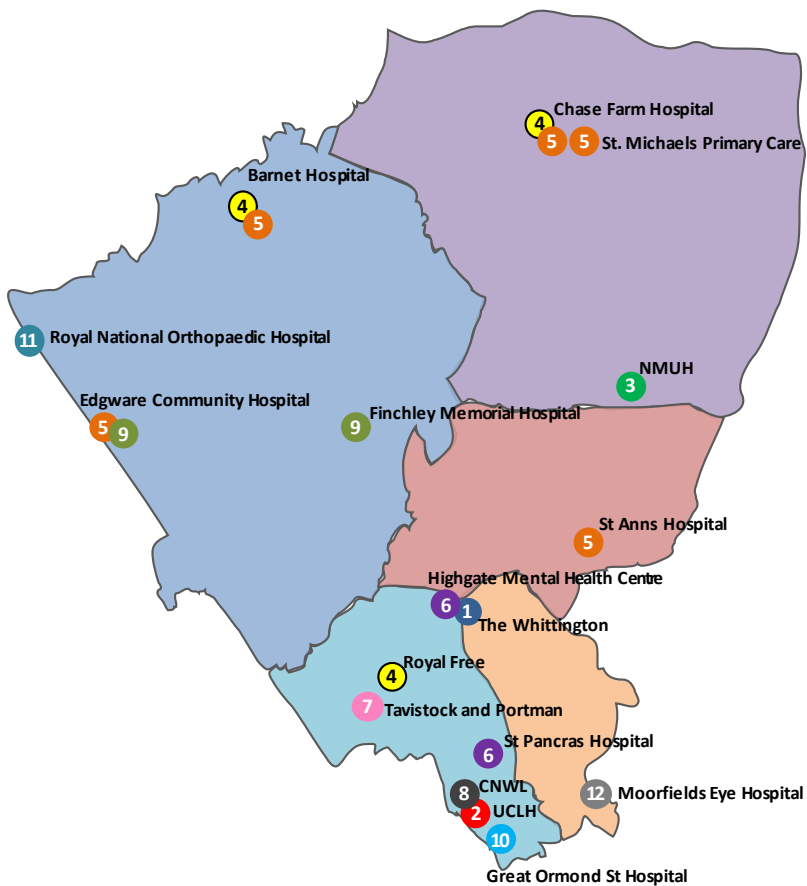 Chase Farm Hospital
4
5 5 St. Michaels Primary Care
Barnet Hospital
4
5
11 Royal National Orthopaedic Hospital
NMUH
3
Edgware Community Hospital
5 9
9 Finchley Memorial Hospital
St Anns Hospital
5
Highgate Mental Health Centre
6 1
The Whittington
Royal Free
4
7 Tavistock and Portman
St Pancras Hospital
6
8 CNWL
12 Moorfields Eye Hospital
2 UCLH
10
Great Ormond St Hospital